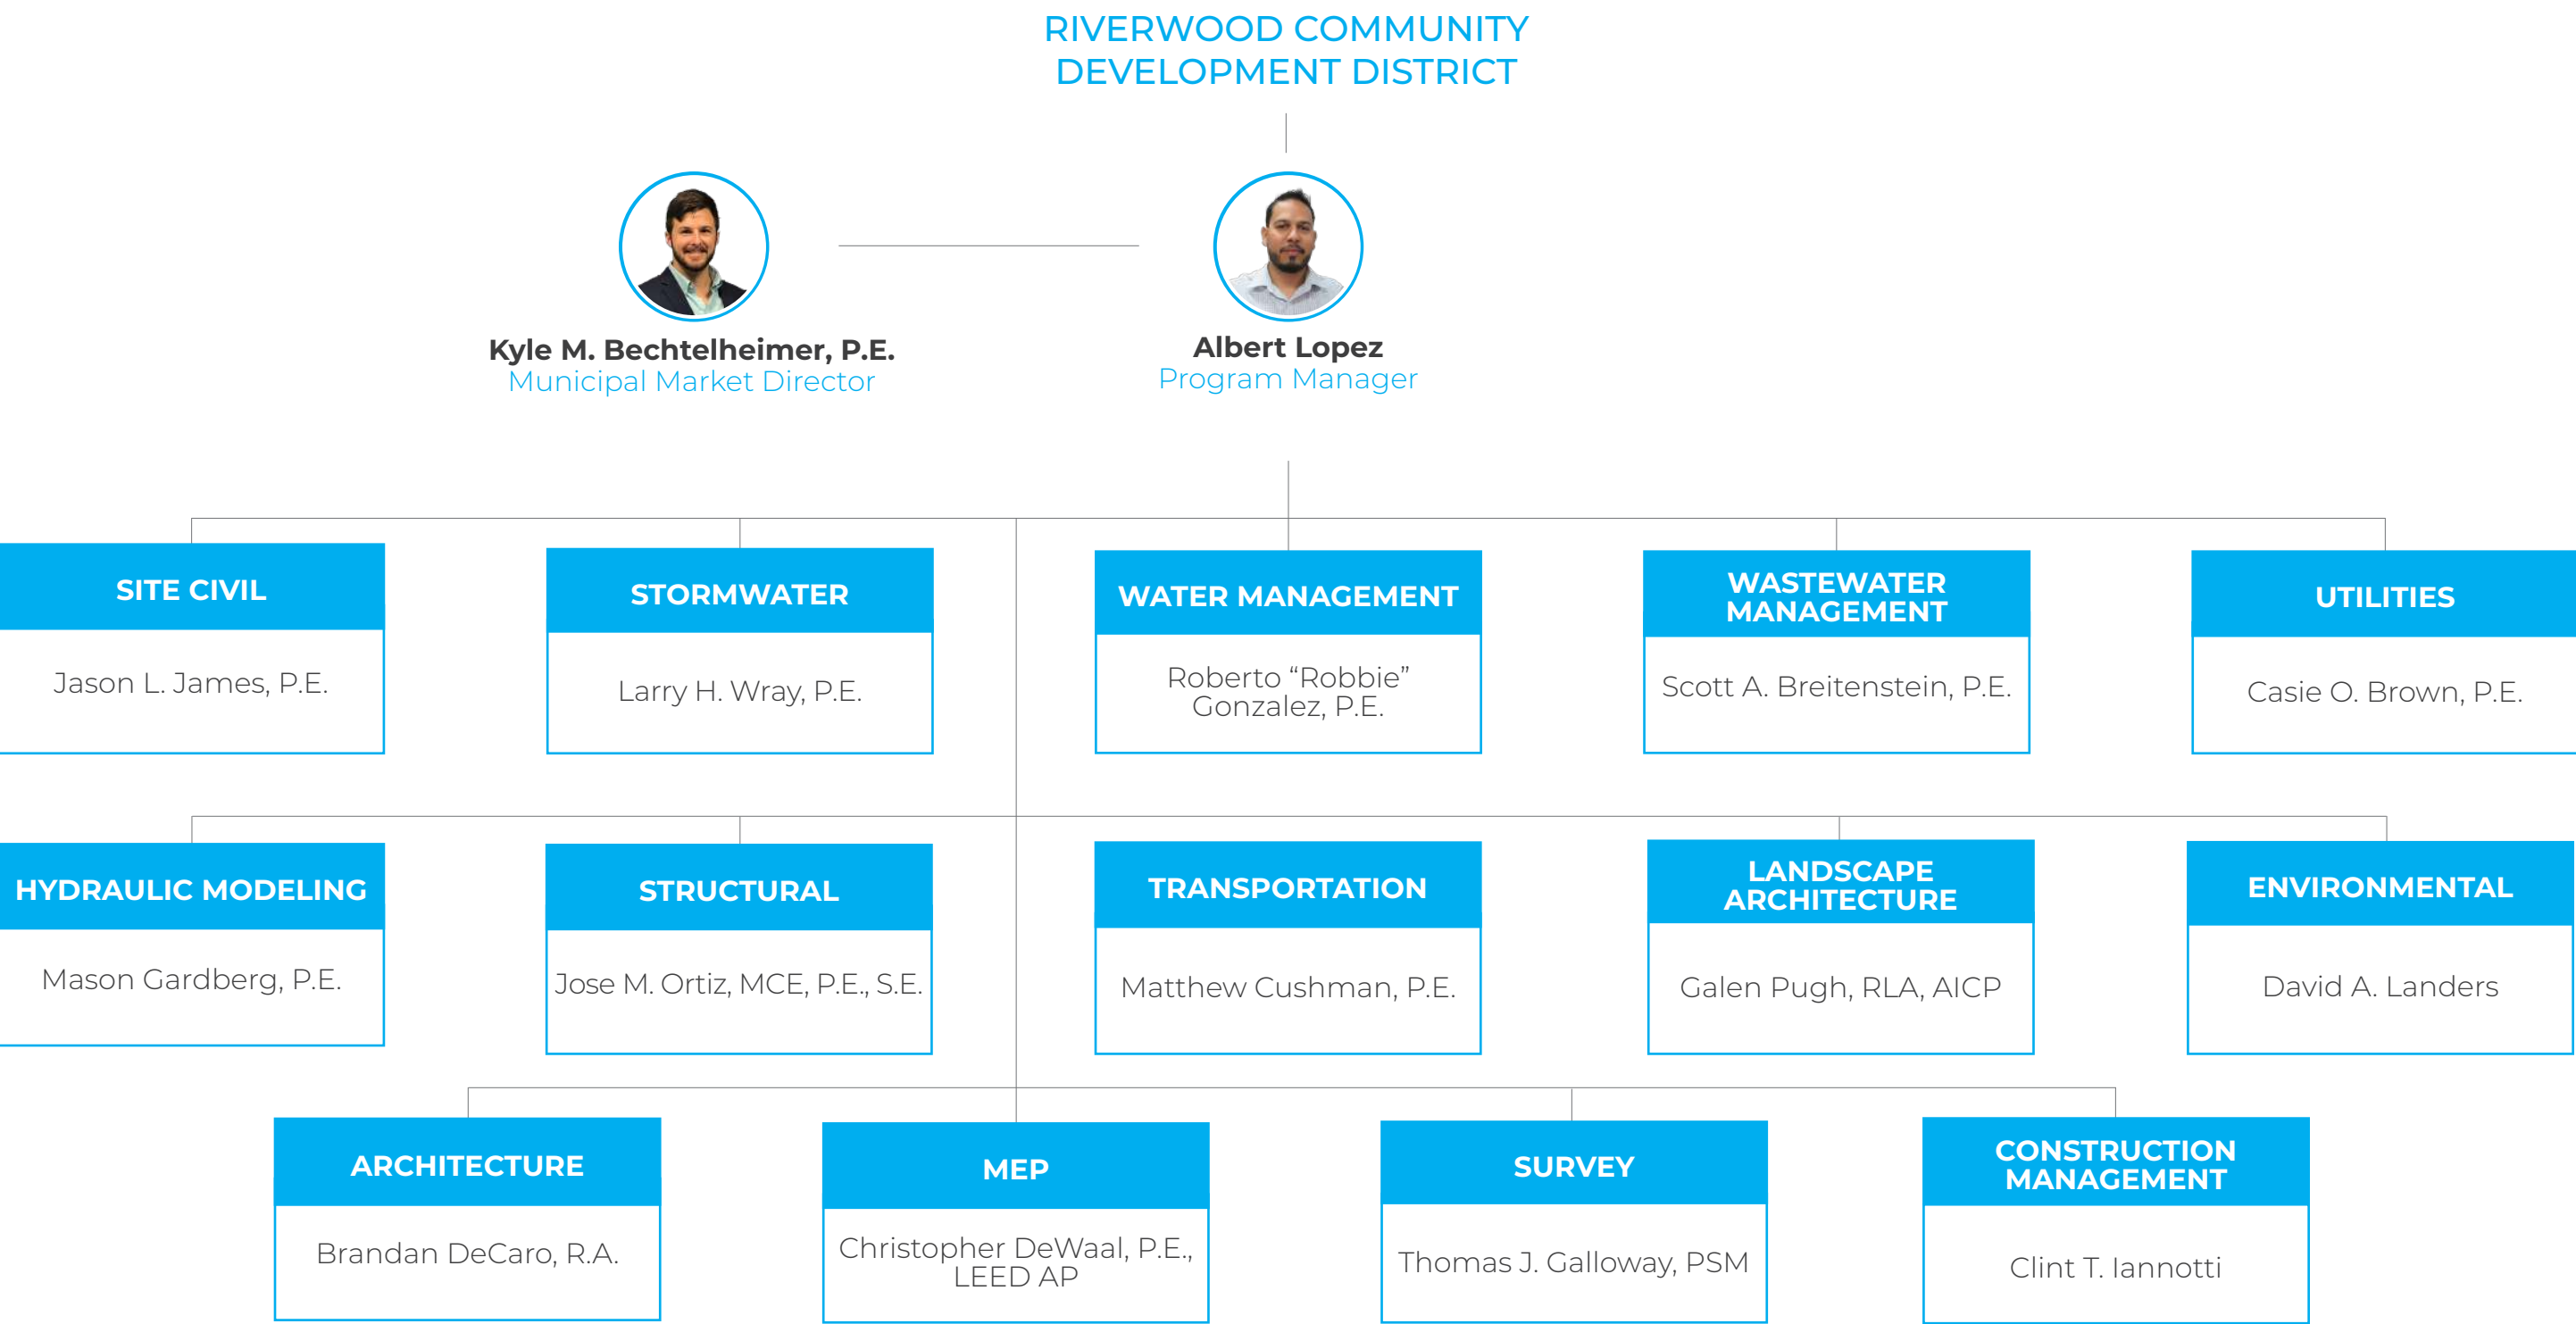 RIVERWOOD COMMUNITY
DEVELOPMENT DISTRICT
Kyle M. Bechtelheimer, P.E.
Municipal Market Director
Albert Lopez
Program Manager
SITE CIVIL
Jason L. James, P.E.
STORMWATER
Larry H. Wray, P.E.
WATER MANAGEMENT
Roberto “Robbie”
Gonzalez, P.E.
WASTEWATER
MANAGEMENT
Scott A. Breitenstein, P.E.
UTILITIES
Casie O. Brown, P.E.
HYDRAULIC MODELING
Mason Gardberg, P.E.
STRUCTURAL
Jose M. Ortiz, MCE, P.E., S.E.
TRANSPORTATION
Matthew Cushman, P.E.
LANDSCAPE
ARCHITECTURE
Galen Pugh, RLA, AICP
ENVIRONMENTAL
David A. Landers
ARCHITECTURE
Brandan DeCaro, R.A.
MEP
Christopher DeWaal, P.E.,
LEED AP
SURVEY
Thomas J. Galloway, PSM
CONSTRUCTION
MANAGEMENT
Clint T. Iannotti